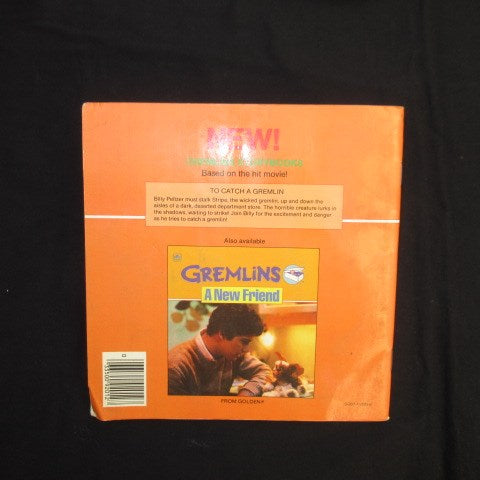 NEW!
Based on the hit movie!
TO CATCH A GREMLIN
Billy Peltzer must stalk Stripe, the wicked gremlin, up and down the
aisles of a dark, deserted department store. The horrible creature lurks in
the shadows, waiting to strike! Join Billy for the excitement and danger
as he tries to catch a gremlin!
Also available
GREMLiNS
A New Friend
FROM GOLDEN®
0